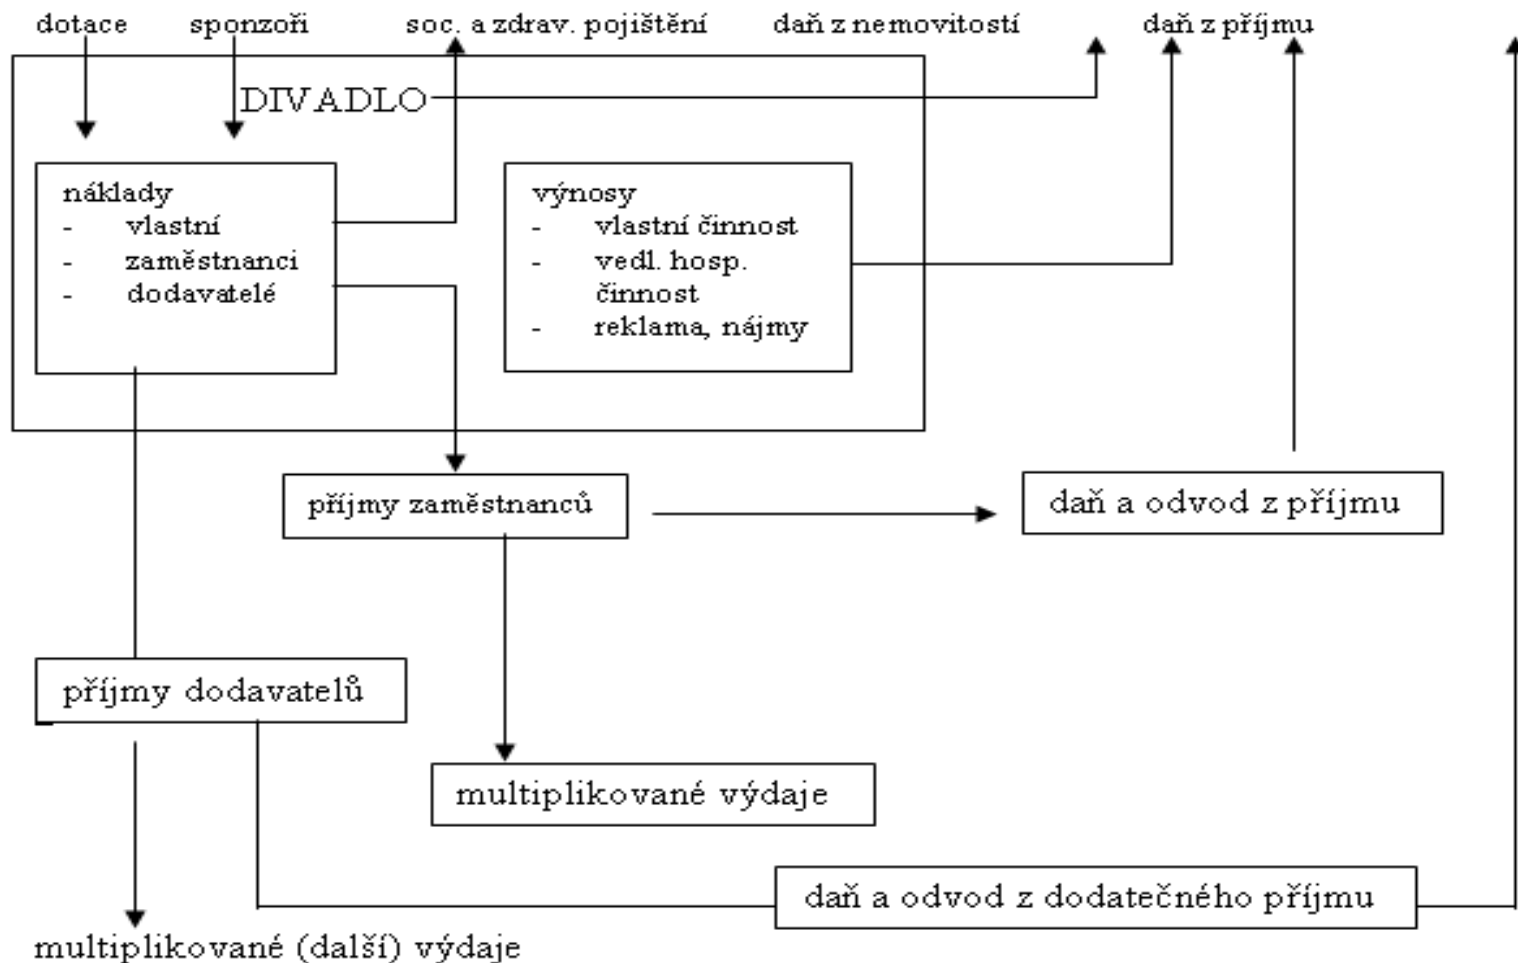 dotace sponzoři soc. a zdrav. pojištění daň z nemovitostí daň z příjmu
DIVADLO
náklady
- vlastní
- zaměstnanci
- dodavatelé
výnosy
- vlastní činnost
- vedl. hosp.
činnost
- reklama, nájmy
příjmy zaměstnanců
daň a odvod z příjmu
příjmy dodavatelů
multiplikované výdaje
daň a odvod z dodatečného příjmu
multiplikované (další) výdaje